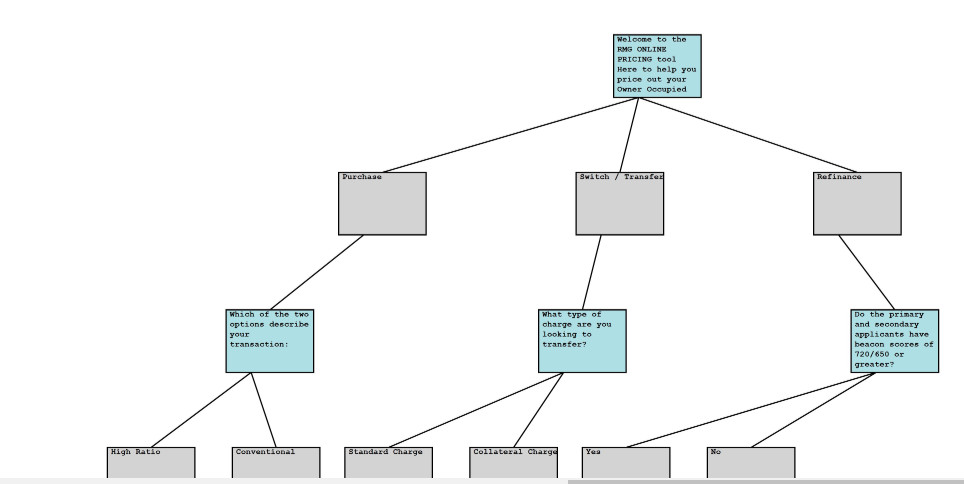 Welcome to the
RMG ONLINE
PRICING tool
Here to help you
price out your
Owner Occupied
Purchase
Switch / Transfer
Refinance
Which of the two
options describe
your
transaction:
What type of
charge are you
looking to
transfer?
Do the primary
and secondary
applicants have
beacon scores of
720/650 or
greater?
High Ratio
Conventional
Standard Charge
Collateral Charge
Yes
No